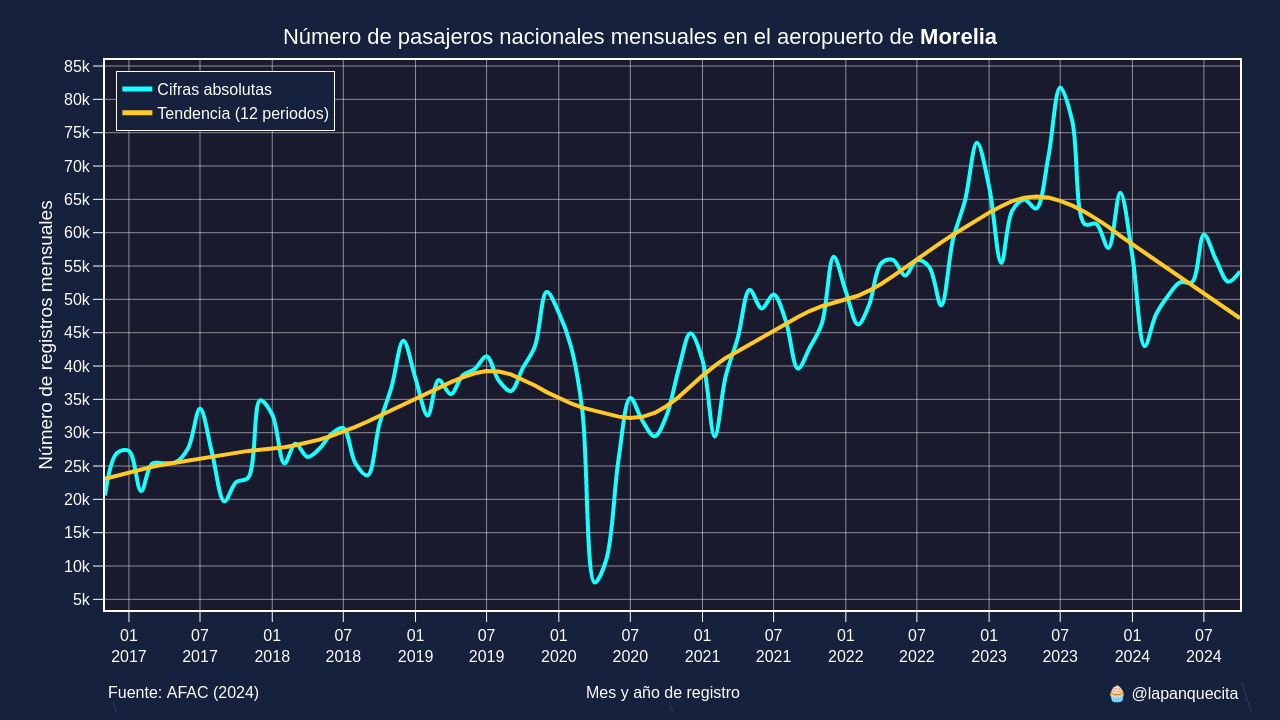 Número de pasajeros nacionales mensuales en el aeropuerto de Morelia
Cifras absolutas
Tendencia (12 periodos)
Número de registros mensuales
85k
80k
75k
70k
65k
60k
55k
50k
45k
40k
35k
30k
25k
20k
15k
10k
5k
01 07 01 07 01 07 01 07 01 07 01 07 01 07 01 07
2017 2017 2018 2018 2019 2019 2020 2020 2021 2021 2022 2022 2023 2023 2024 2024
Fuente: AFAC (2024) Mes y año de registro 🧁 @lapanquecita